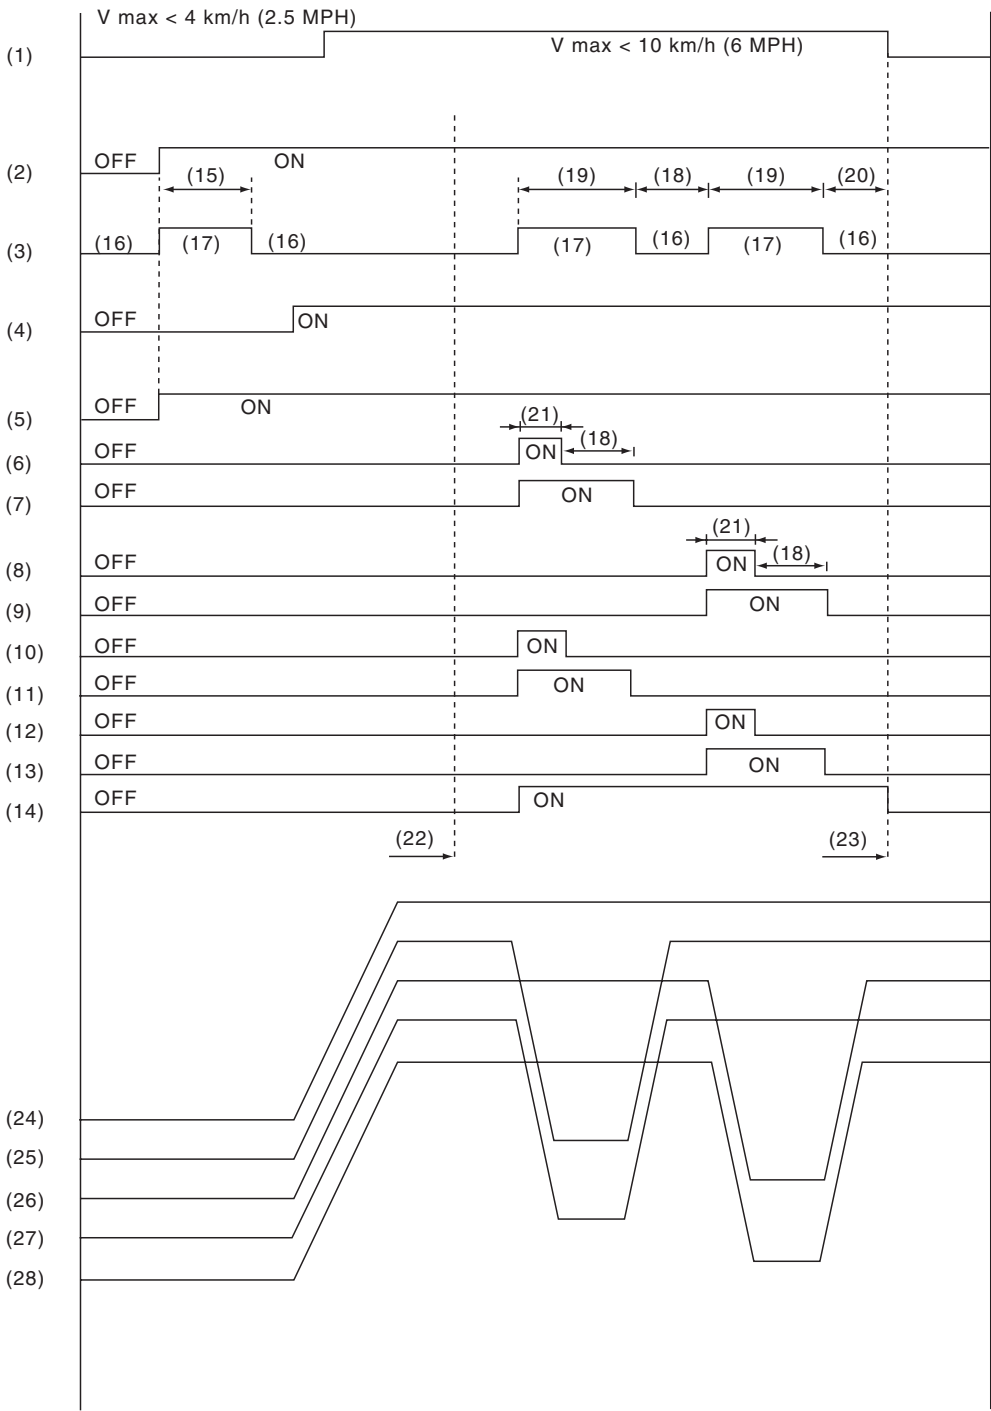 V max < 4 km/h (2.5 MPH)
(1) V max < 10 km/h (6 MPH)
(2) OFF ON
(15) (19) (18) (19) (20)
(3) (16) (17) (16) (17) (16) (17) (16)
(4) OFF ON
(5) OFF ON
(21)
(6) OFF ON (18)
(7) OFF ON
(21)
(8) OFF ON (18)
(9) OFF ON
(10) OFF ON
(11) OFF ON
(12) OFF ON
(13) OFF ON
(14) OFF ON
(22) (23)
(24)
(25)
(26)
(27)
(28)